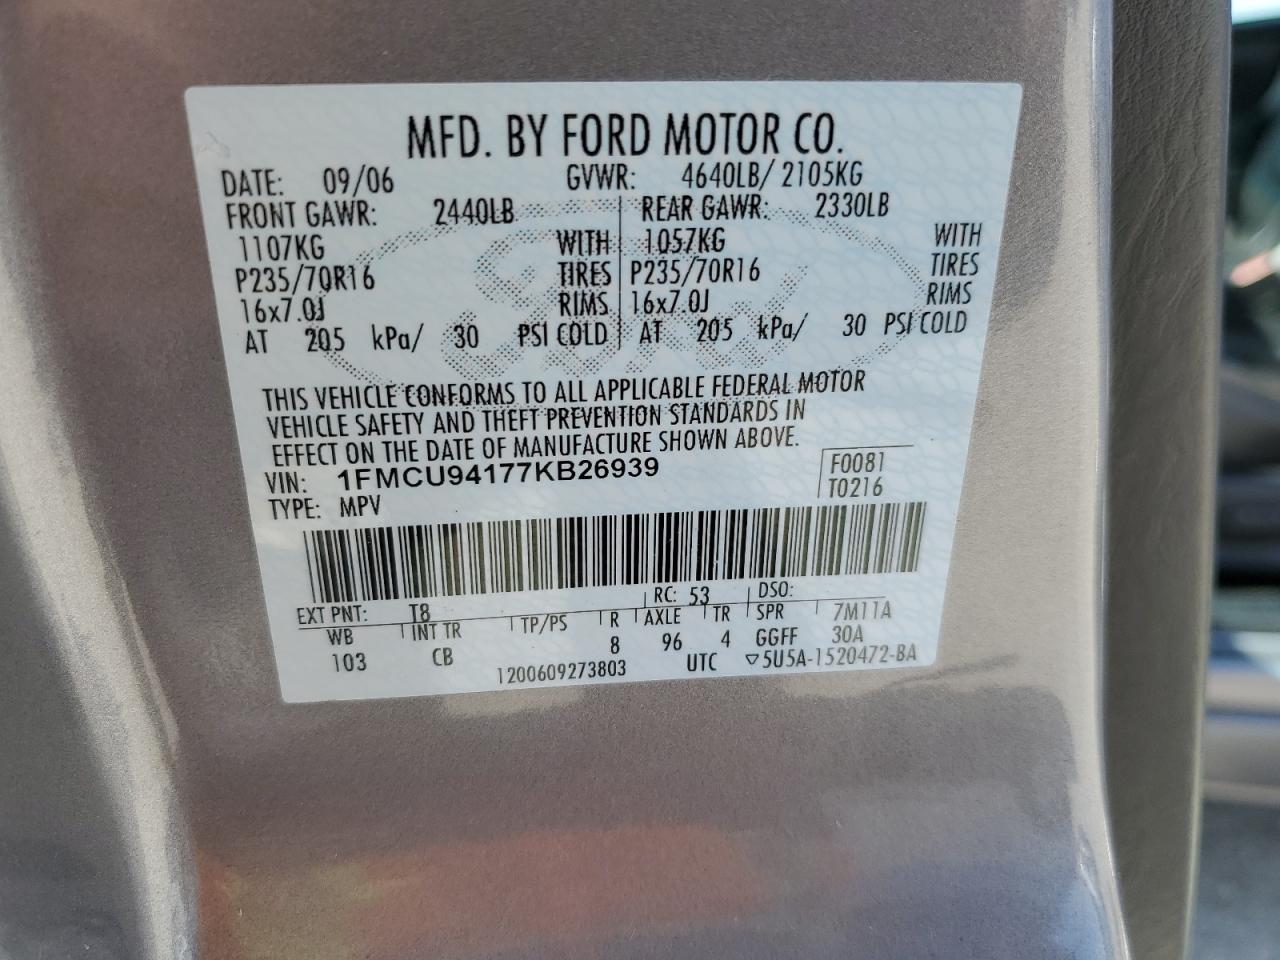 MFD. BY FORD MOTOR CO.
DATE: 09/06 GVWR: 4640LB/ 2105KG
FRONT GAWR: 2440LB REAR GAWR: 2330LB
1107KG WITH 1057KG WITH
P235/70R16 TIRES P235/70R16 TIRES
16x7.0J RIMS 16x7.0J RIMS
AT 205 kPa/ 30 PSI COLD AT 205 kPa/ 30 PSI COLD
THIS VEHICLE CONFORMS TO ALL APPLICABLE FEDERAL MOTOR
VEHICLE SAFETY AND THEFT PREVENTION STANDARDS IN
EFFECT ON THE DATE OF MANUFACTURE SHOWN ABOVE.
VIN: 1FMCU94177KB26939 F0081
TYPE: MPV T0216
EXT PNT: T8 RC: 53 DSO:
WB INT TR TP/PS R AXLE TR SPR 7M11A
103 CB 8 96 4 GGFF 30A
1200609273803 UTC ▽5U5A-1520472-BA
Ford